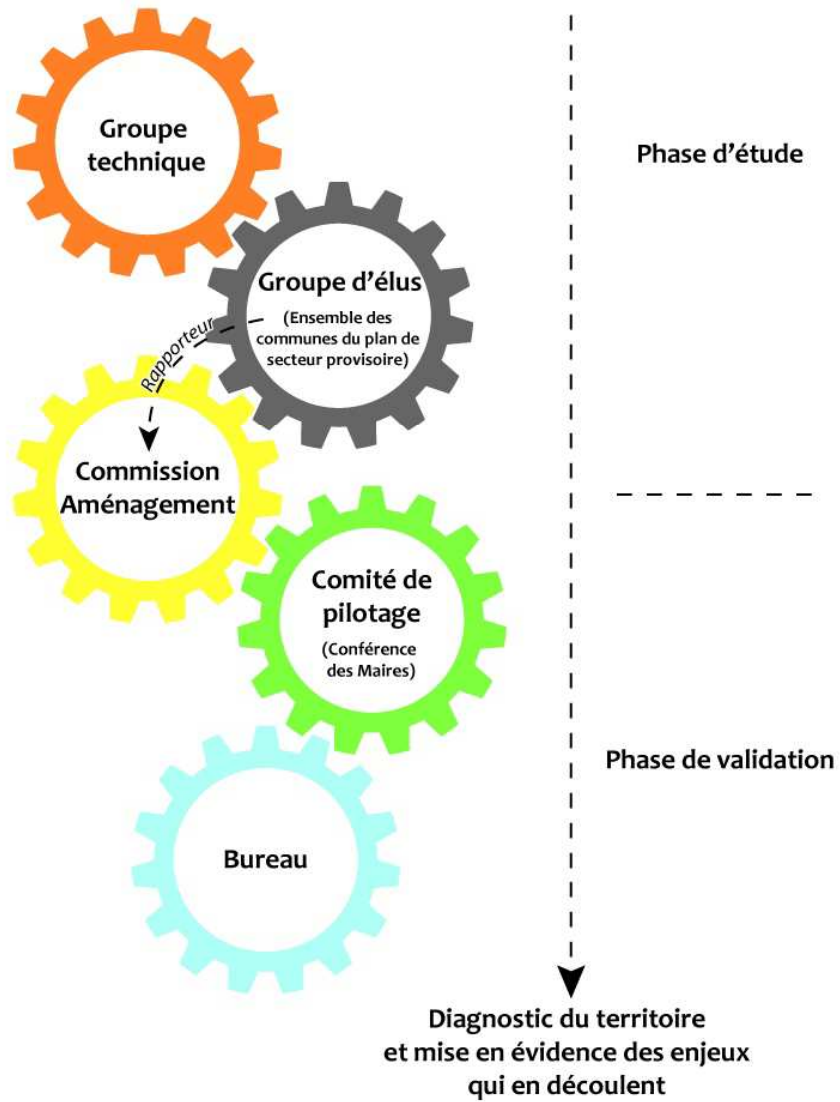 Groupe
technique
Phase d’étude
Groupe d’élus
(Ensemble des
communes du plan de
secteur provisoire)
Rapporteur
Commission
Aménagement
Comité de
pilotage
(Conférence
des Maires)
Phase de validation
Bureau
Diagnostic du territoire
et mise en évidence des enjeux
qui en découlent